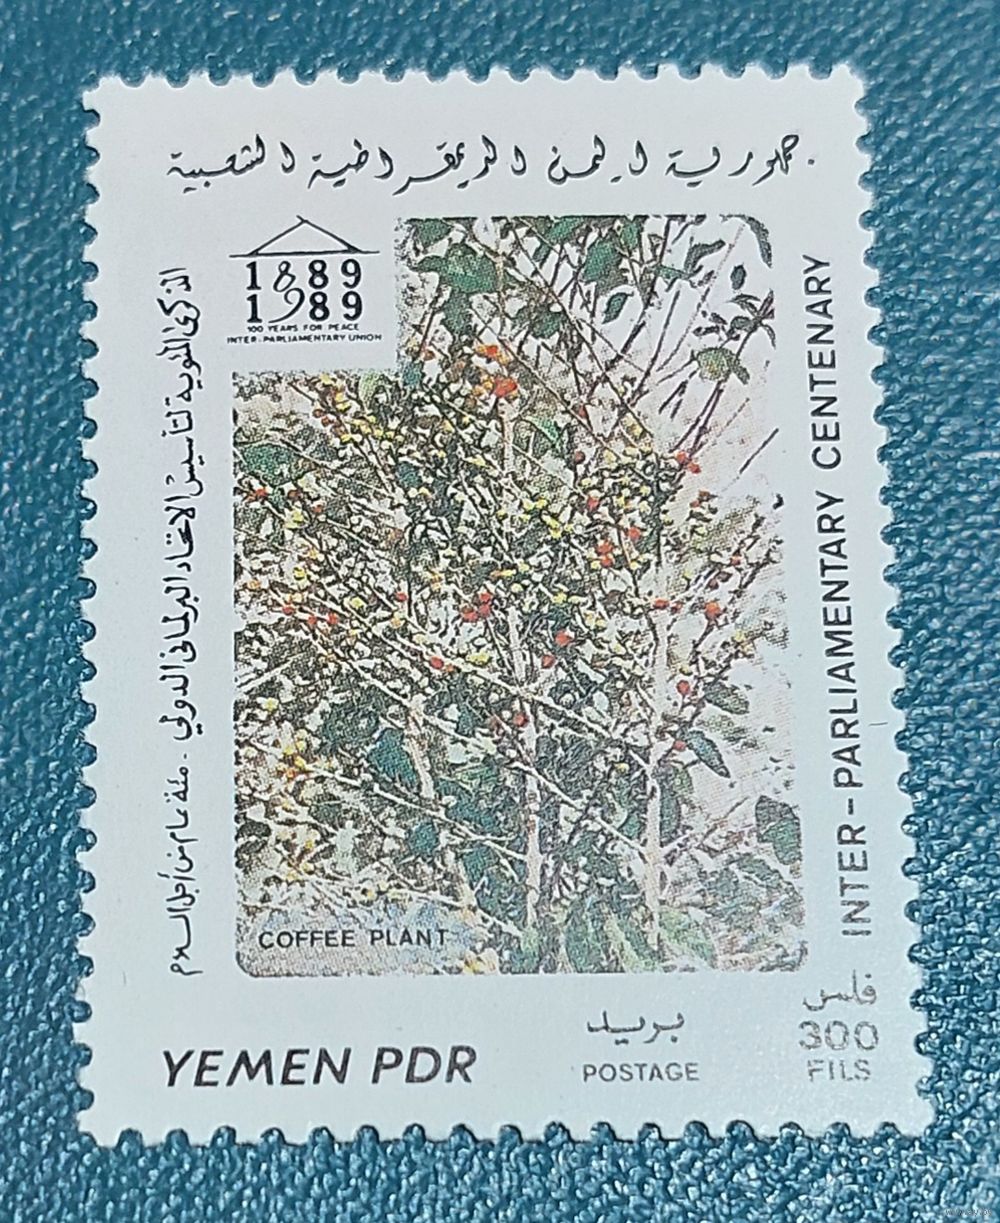 جمهورية اليمن الديمقراطية الشعبية
1889
1989
100 YEARS FOR PEACE
INTER-PARLIAMENTARY UNION
الذكرى المئوية لتأسيس الاتحاد البرلماني الدولي - مئة عام من أجل السلام
INTER-PARLIAMENTARY CENTENARY
COFFEE PLANT
فلس
300
FILS
بريد
POSTAGE
YEMEN PDR